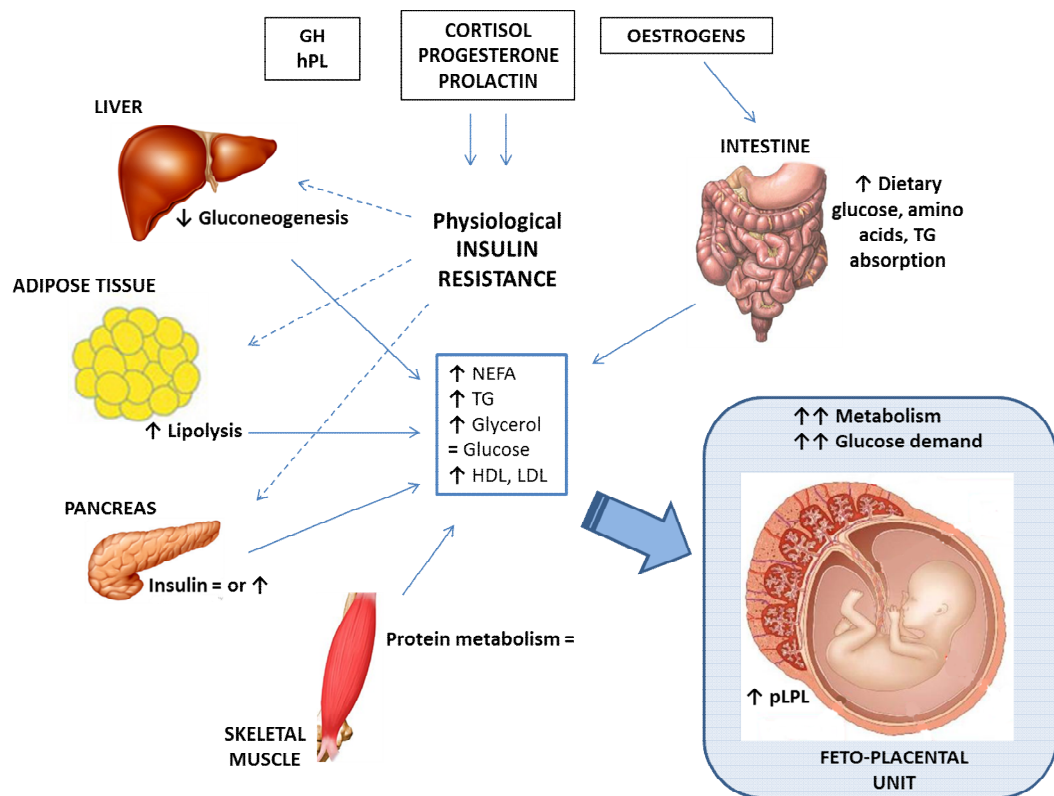 GH
hPL
CORTISOL
PROGESTERONE
PROLACTIN
OESTROGENS
LIVER
↓ Gluconeogenesis
Physiological
INSULIN
RESISTANCE
INTESTINE
↑ Dietary
glucose, amino
acids, TG
absorption
ADIPOSE TISSUE
↑ Lipolysis
↑ NEFA
↑ TG
↑ Glycerol
= Glucose
↑ HDL, LDL
PANCREAS
Insulin = or ↑
Protein metabolism =
SKELETAL
MUSCLE
↑ ↑ Metabolism
↑ ↑ Glucose demand
↑ pLPL
FETO-PLACENTAL
UNIT